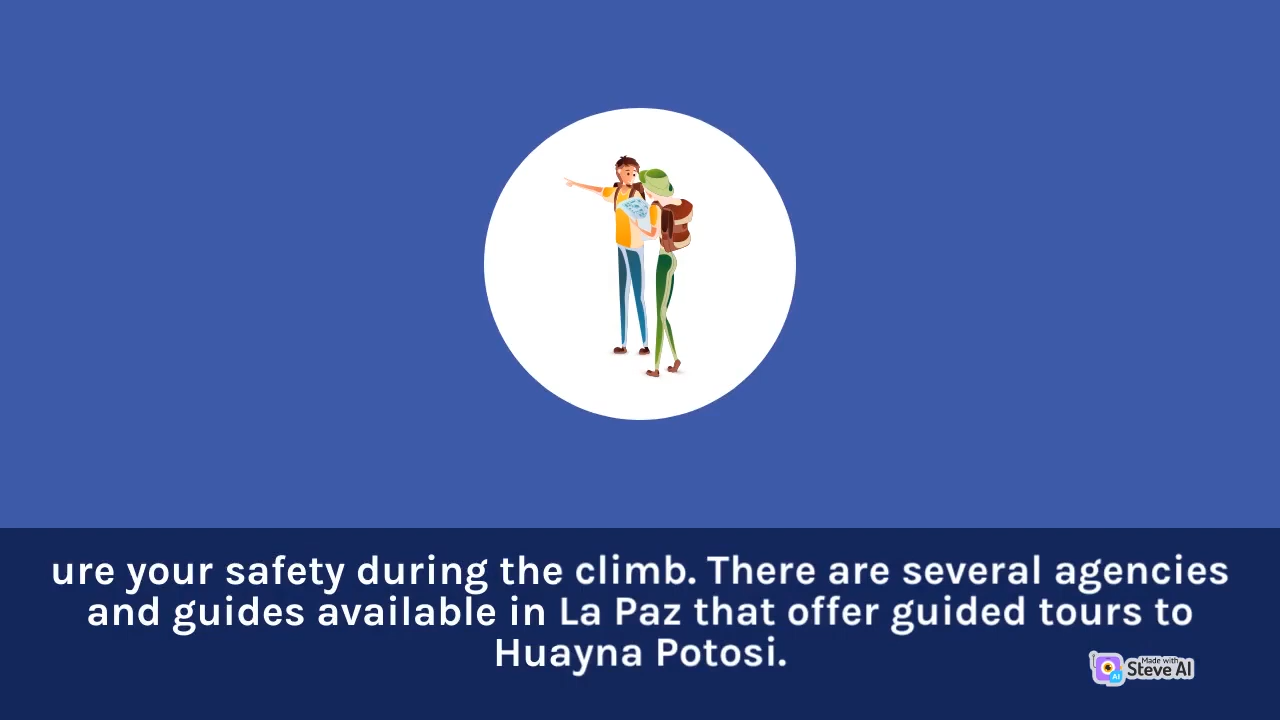 ure your safety during the climb. There are several agencies
and guides available in La Paz that offer guided tours to
Huayna Potosi.
Made with
Steve AI
AI